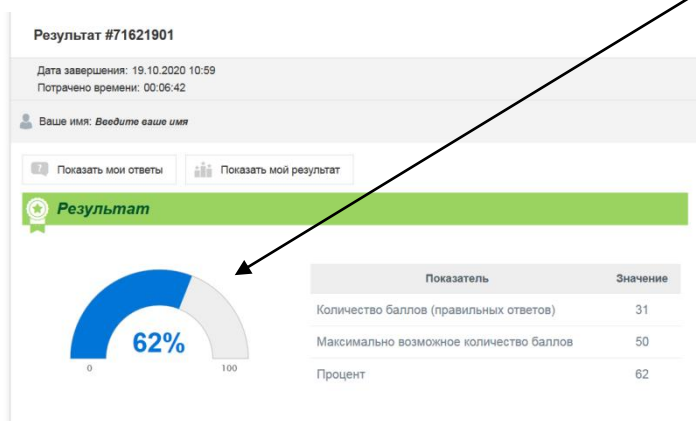 Результат #71621901
Дата завершения: 19.10.2020 10:59
Потрачено времени: 00:06:42
Ваше имя: Введите ваше имя
Показать мои ответы
Показать мой результат
Результат
62%
0
100
Показатель Значение
Количество баллов (правильных ответов) 31
Максимально возможное количество баллов 50
Процент 62